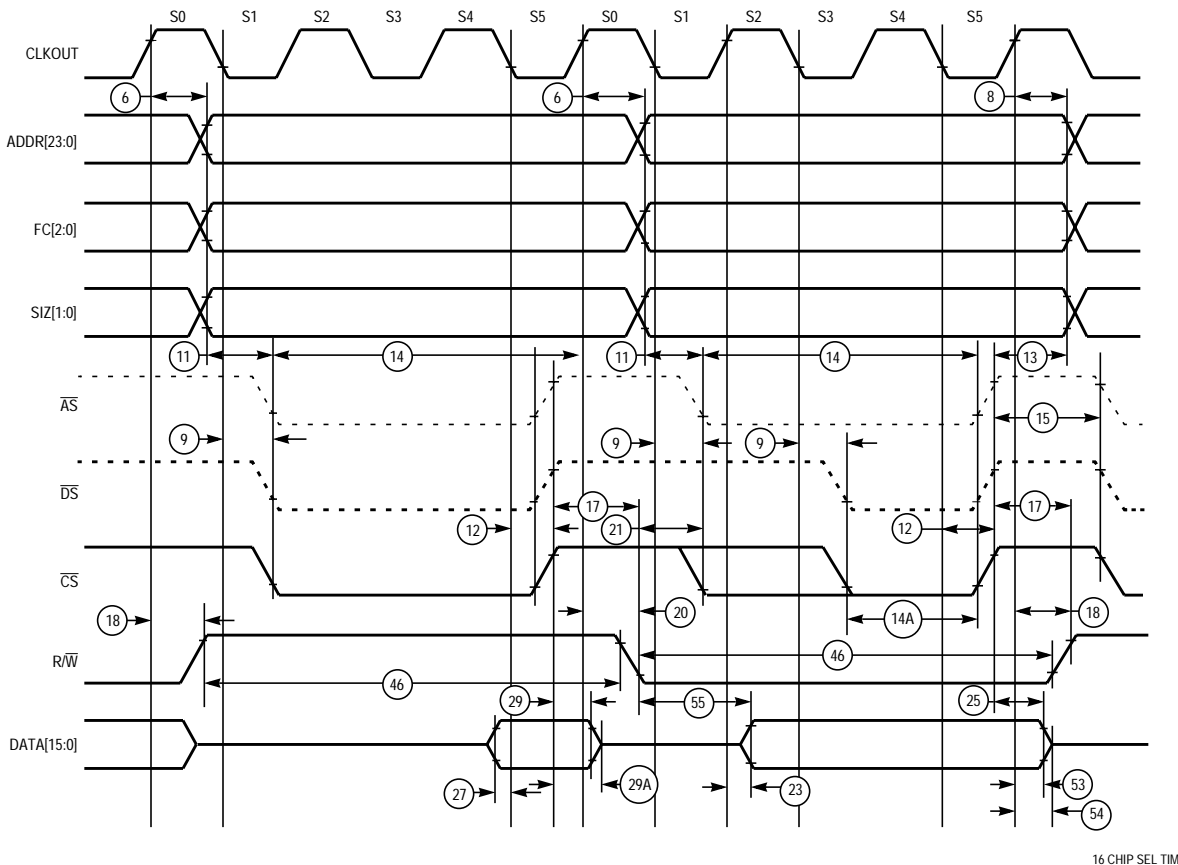 S0 S1 S2 S3 S4 S5 S0 S1 S2 S3 S4 S5
CLKOUT
6 6 8
ADDR[23:0]
FC[2:0]
SIZ[1:0]
11 14 11 14 13
AS
15
9 9 9
DS
17 17
12 21 12
CS
18 20 14A 18
R/W
46
46
29 55 25
DATA[15:0]
27 29A 23 53
54
16 CHIP SEL TIM